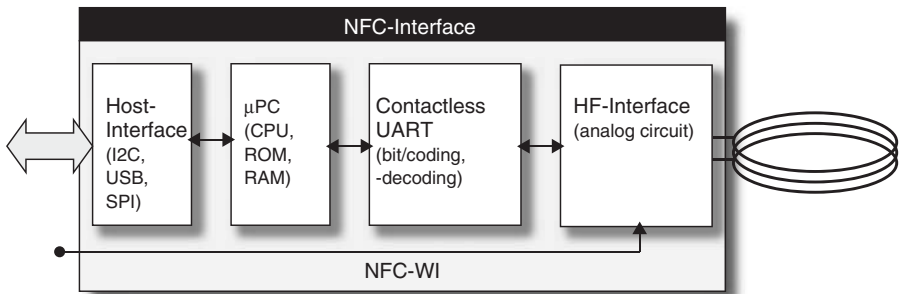 NFC-Interface
Host-
Interface
(I2C,
USB,
SPI)
µPC
(CPU,
ROM,
RAM)
Contactless
UART
(bit/coding,
-decoding)
HF-Interface
(analog circuit)
NFC-WI